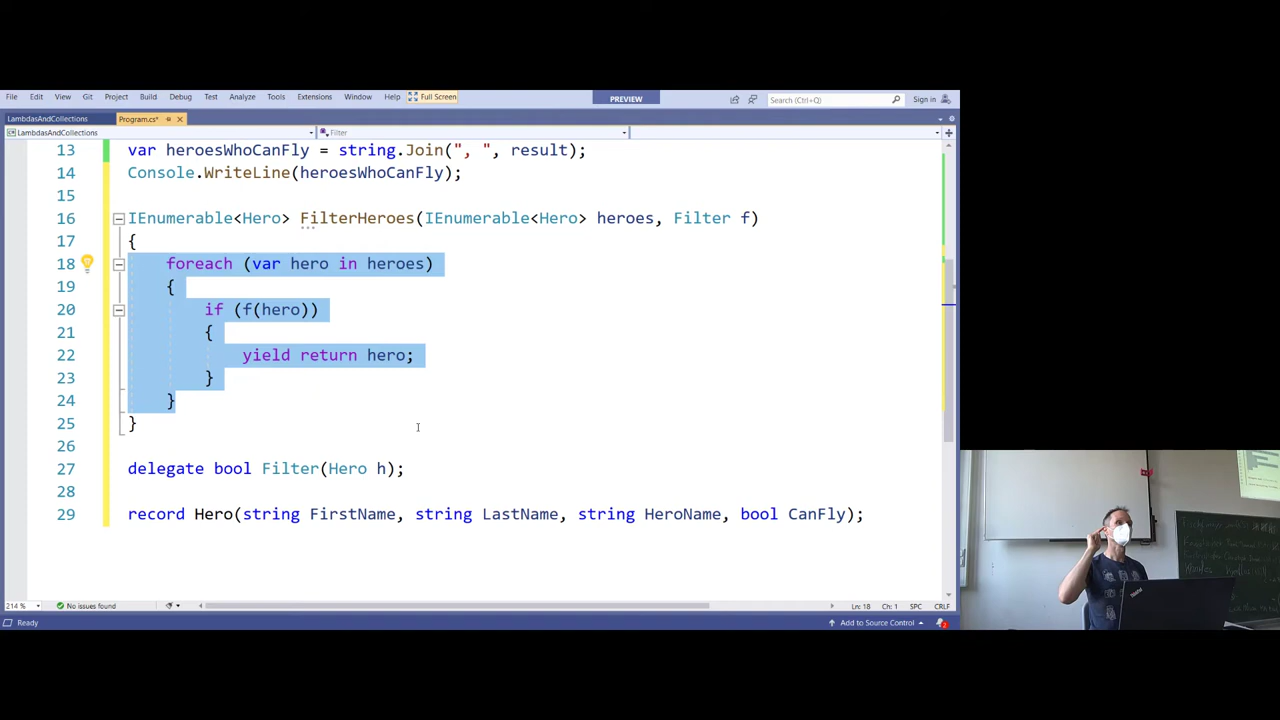 File Edit View Git Project Build Debug Test Analyze Tools Extensions Window Help Full Screen PREVIEW Search (Ctrl+Q) Sign in
LambdasAndCollections Program.cs*
LambdasAndCollections Filter
13 var heroesWhoCanFly = string.Join(", ", result);
14 Console.WriteLine(heroesWhoCanFly);
15
16 IEnumerable<Hero> FilterHeroes(IEnumerable<Hero> heroes, Filter f)
17 {
18 foreach (var hero in heroes)
19 {
20 if (f(hero))
21 {
22 yield return hero;
23 }
24 }
25 }
26
27 delegate bool Filter(Hero h);
28
29 record Hero(string FirstName, string LastName, string HeroName, bool CanFly);
214 % No issues found Ln: 18 Ch: 1 SPC CRLF
Ready Add to Source Control 2